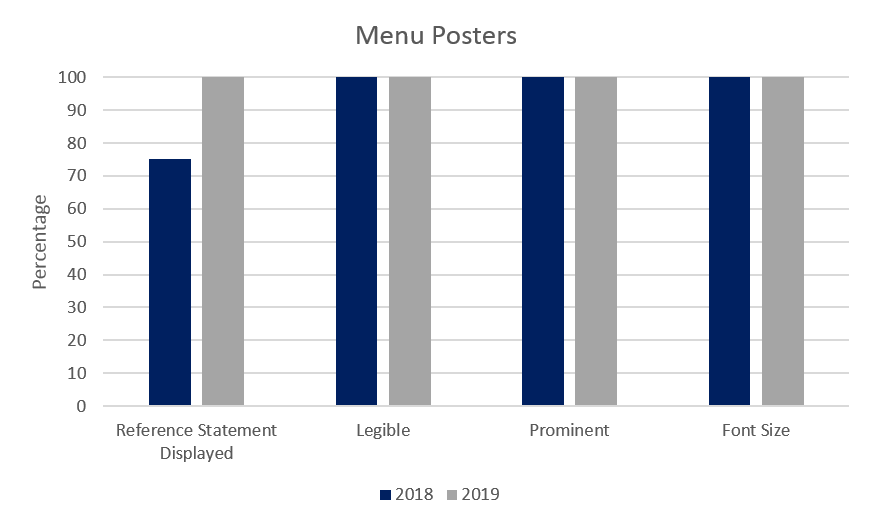 Menu Posters
Percentage
100
90
80
70
60
50
40
30
20
10
0
Reference Statement
Displayed
Legible
Prominent
Font Size
2018
2019